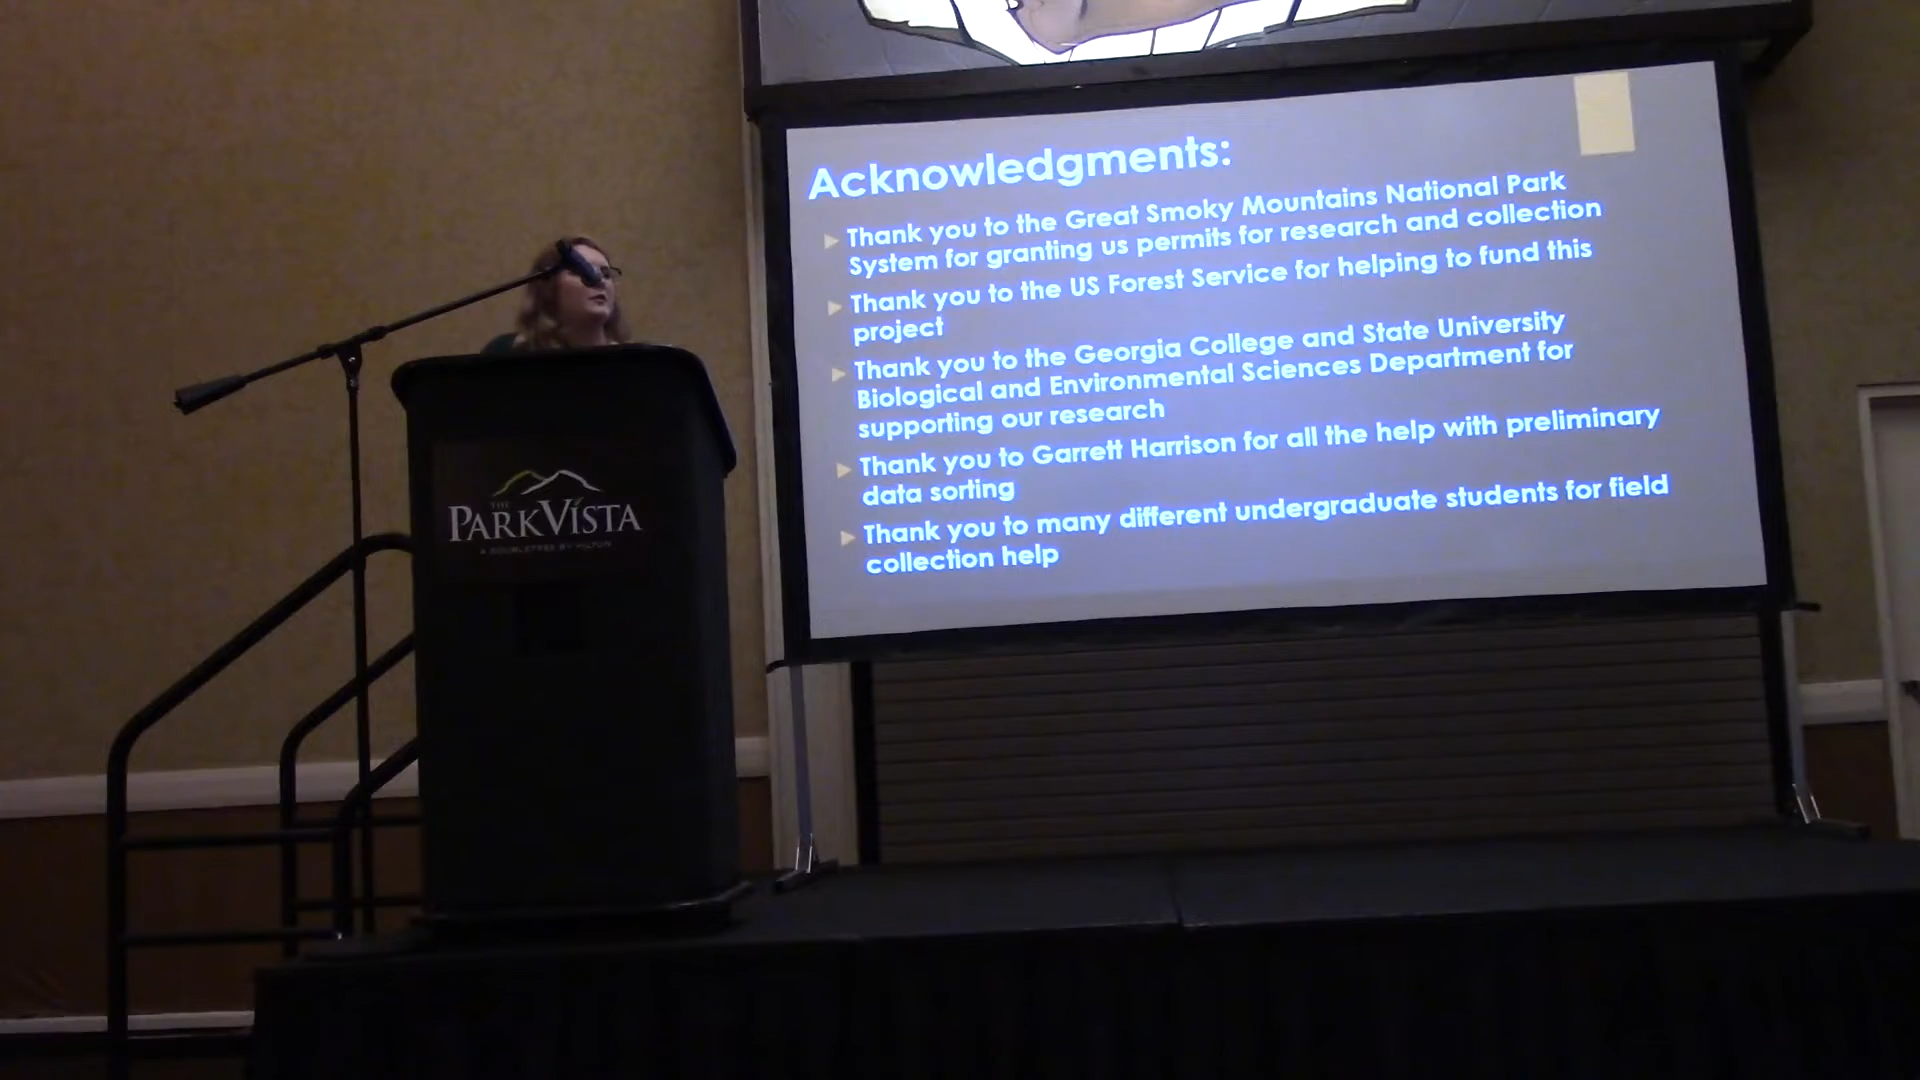 Acknowledgments:
Thank you to the Great Smoky Mountains National Park
System for granting us permits for research and collection
Thank you to the US Forest Service for helping to fund this
project
Thank you to the Georgia College and State University
Biological and Environmental Sciences Department for
supporting our research
Thank you to Garrett Harrison for all the help with preliminary
data sorting
Thank you to many different undergraduate students for field
collection help
THE
PARKVISTA
A DOUBLETREE BY HILTON